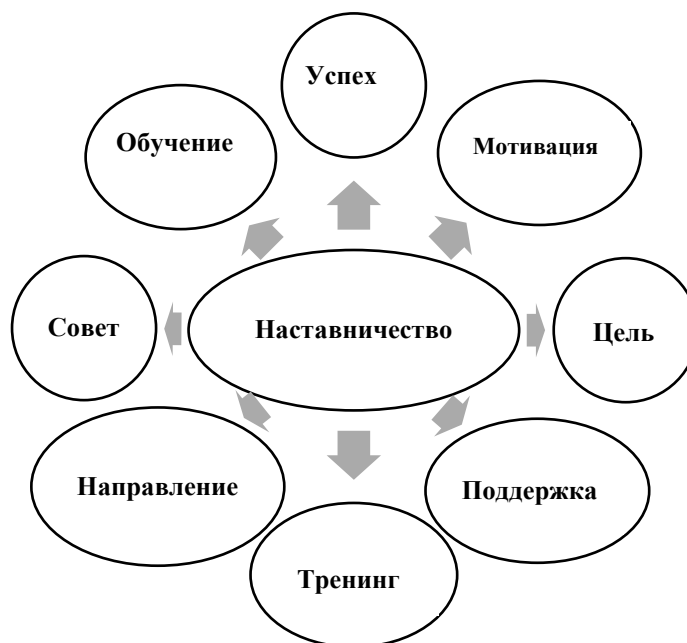 Успех
Обучение
Мотивация
Совет
Наставничество
Цель
Направление
Поддержка
Тренинг